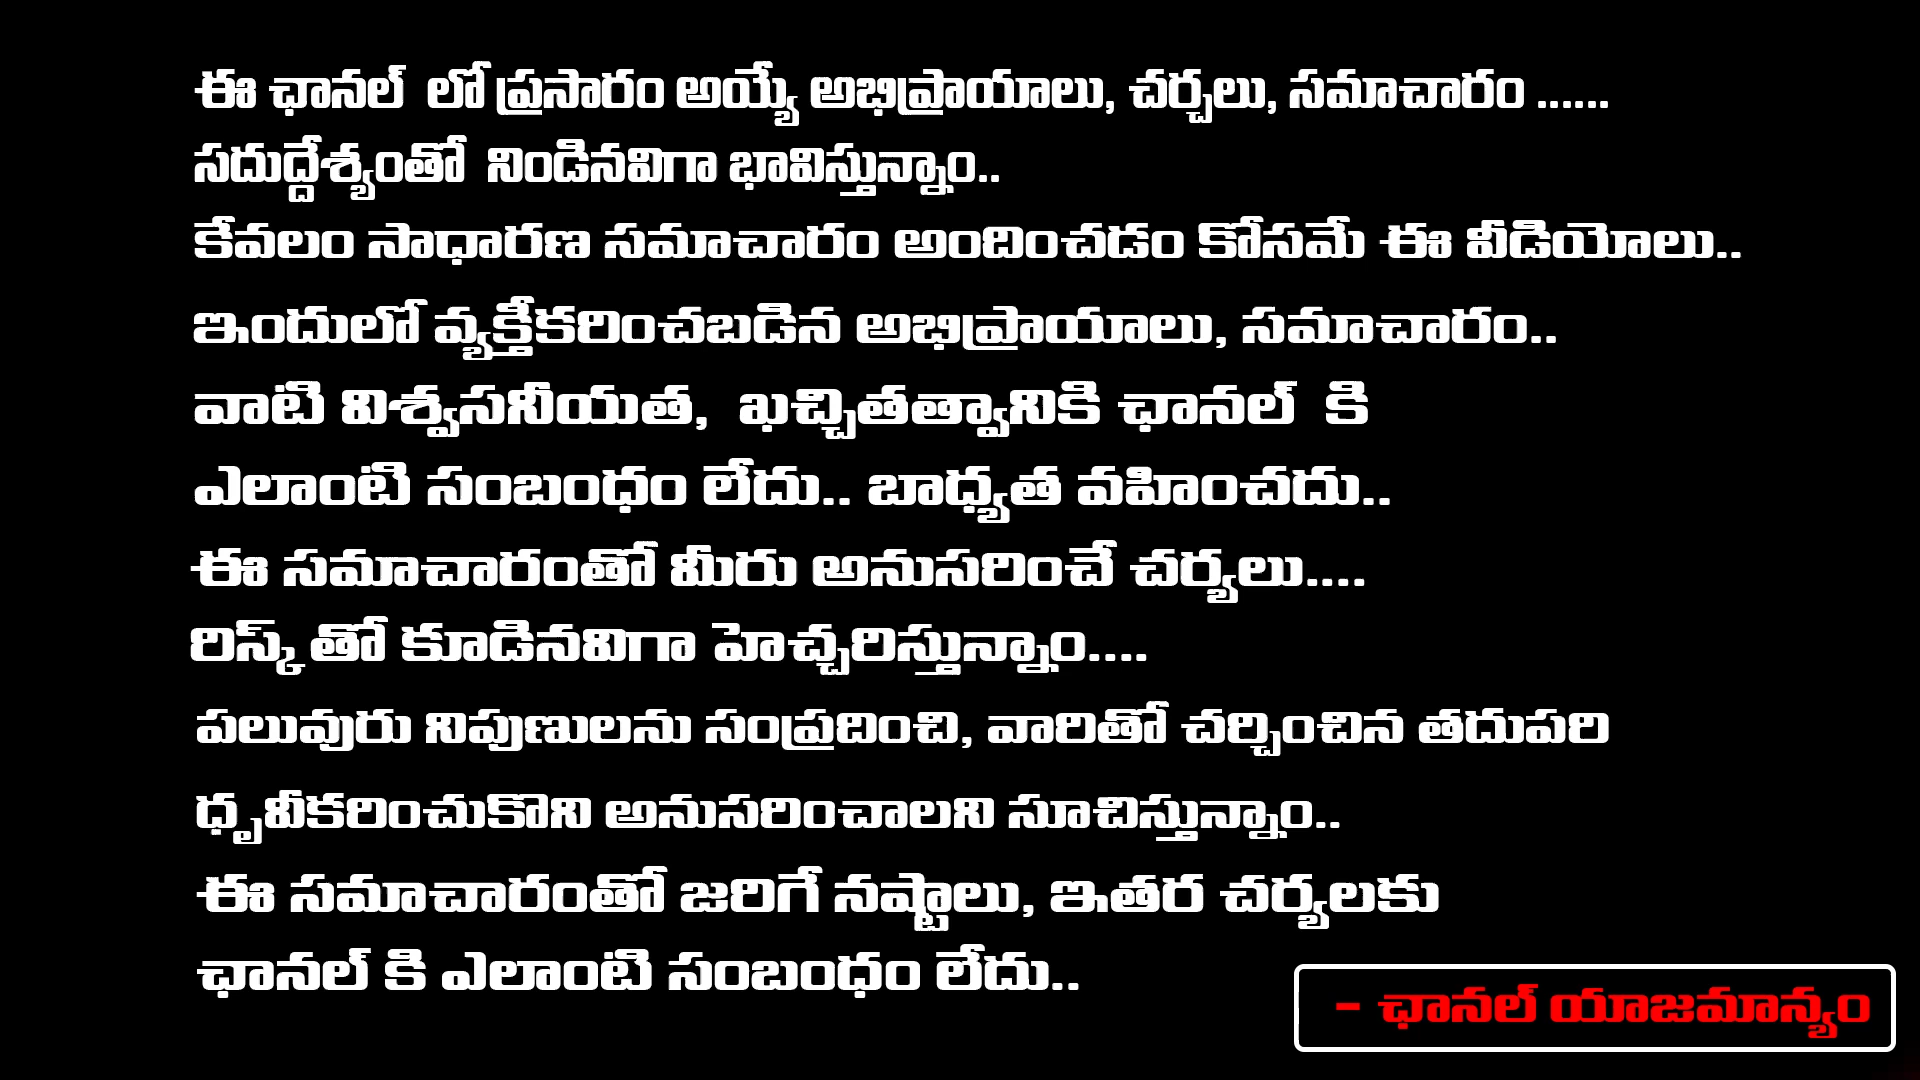 ఈ ఛానల్ లో ప్రసారం అయ్యే అభిప్రాయాలు, చర్చలు, సమాచారం ......
సదుద్దేశ్యంతో నిండినవిగా భావిస్తున్నాం..
కేవలం సాధారణ సమాచారం అందించడం కోసమే ఈ వీడియోలు..
ఇందులో వ్యక్తీకరించబడిన అభిప్రాయాలు, సమాచారం..
వాటి విశ్వసనీయత, ఖచ్చితత్వానికి ఛానల్ కి
ఎలాంటి సంబంధం లేదు.. బాధ్యత వహించదు..
ఈ సమాచారంతో మీరు అనుసరించే చర్యలు....
రిస్క్ తో కూడినవిగా హెచ్చరిస్తున్నాం....
పలువురు నిపుణులను సంప్రదించి, వారితో చర్చించిన తదుపరి
ధృవీకరించుకొని అనుసరించాలని సూచిస్తున్నాం..
ఈ సమాచారంతో జరిగే నష్టాలు, ఇతర చర్యలకు
ఛానల్ కి ఎలాంటి సంబంధం లేదు..
- ఛానల్ యాజమాన్యం